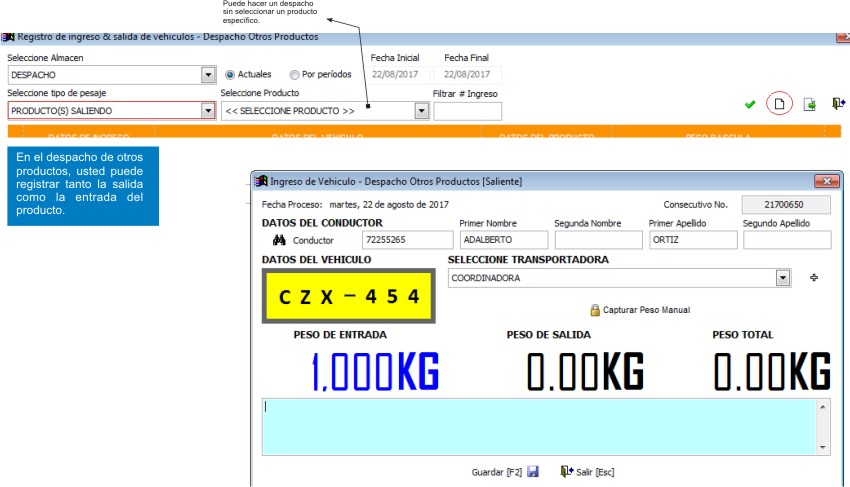 Puede hacer un despacho
sin seleccionar un producto
específico.
Registro de ingreso & salida de vehiculos - Despacho Otros Productos
Seleccione Almacen
Fecha Inicial Fecha Final
DESPACHO
Actuales Por períodos 22/08/2017 22/08/2017
Seleccione tipo de pesaje Seleccione Producto Filtrar # Ingreso
PRODUCTO(S) SALIENDO << SELECCIONE PRODUCTO >>
DATOS DE INGRESO DATOS DEL VEHICULO DATOS DEL PRODUCTO PESO BASCULA
En el despacho de otros
productos, usted puede
registrar tanto la salida
como la entrada del
producto.
Ingreso de Vehiculo - Despacho Otros Productos [Saliente]
Fecha Proceso: martes, 22 de agosto de 2017 Consecutivo No. 21700650
DATOS DEL CONDUCTOR Primer Nombre Segunda Nombre Primer Apellido Segundo Apellido
Conductor 72255265 ADALBERTO ORTIZ
DATOS DEL VEHICULO SELECCIONE TRANSPORTADORA
COORDINADORA
CZX-454
Capturar Peso Manual
PESO DE ENTRADA PESO DE SALIDA PESO TOTAL
1,000KG 0.00KG 0.00KG
Guardar [F2] Salir [Esc]